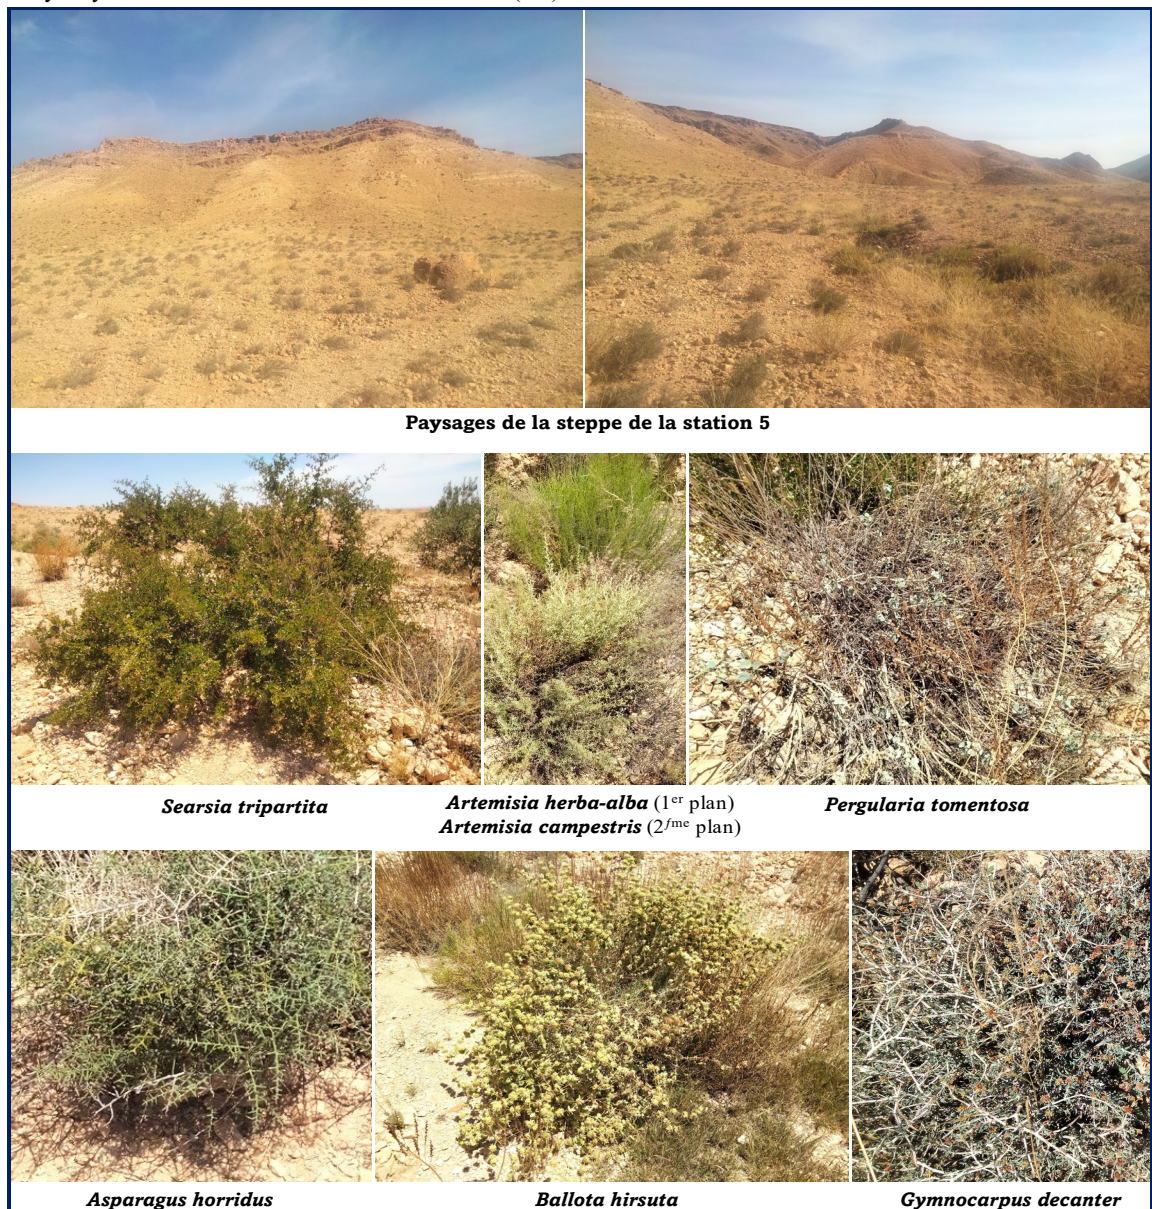 Paysages de la steppe de la station 5
Searsia tripartita
Artemisia herba-alba (1er plan)
Artemisia campestris (2fme plan)
Pergularia tomentosa
Asparagus horridus
Ballota hirsuta
Gymnocarpus decanter